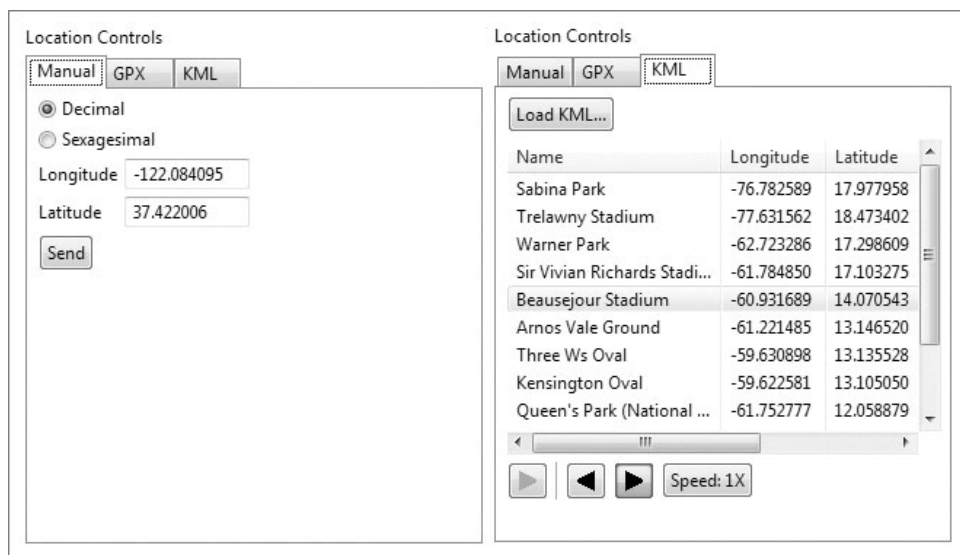 Location Controls
Manual GPX KML
Decimal
Sexagesimal
Longitude -122.084095
Latitude 37.422006
Send
Location Controls
Manual GPX KML
Load KML...
Name Longitude Latitude
Sabina Park -76.782589 17.977958
Trelawny Stadium -77.631562 18.473402
Warner Park -62.723286 17.298609
Sir Vivian Richards Stadi... -61.784850 17.103275
Beausejour Stadium -60.931689 14.070543
Arnos Vale Ground -61.221485 13.146520
Three Ws Oval -59.630898 13.135528
Kensington Oval -59.622581 13.105050
Queen's Park (National ... -61.752777 12.058879
Speed: 1X